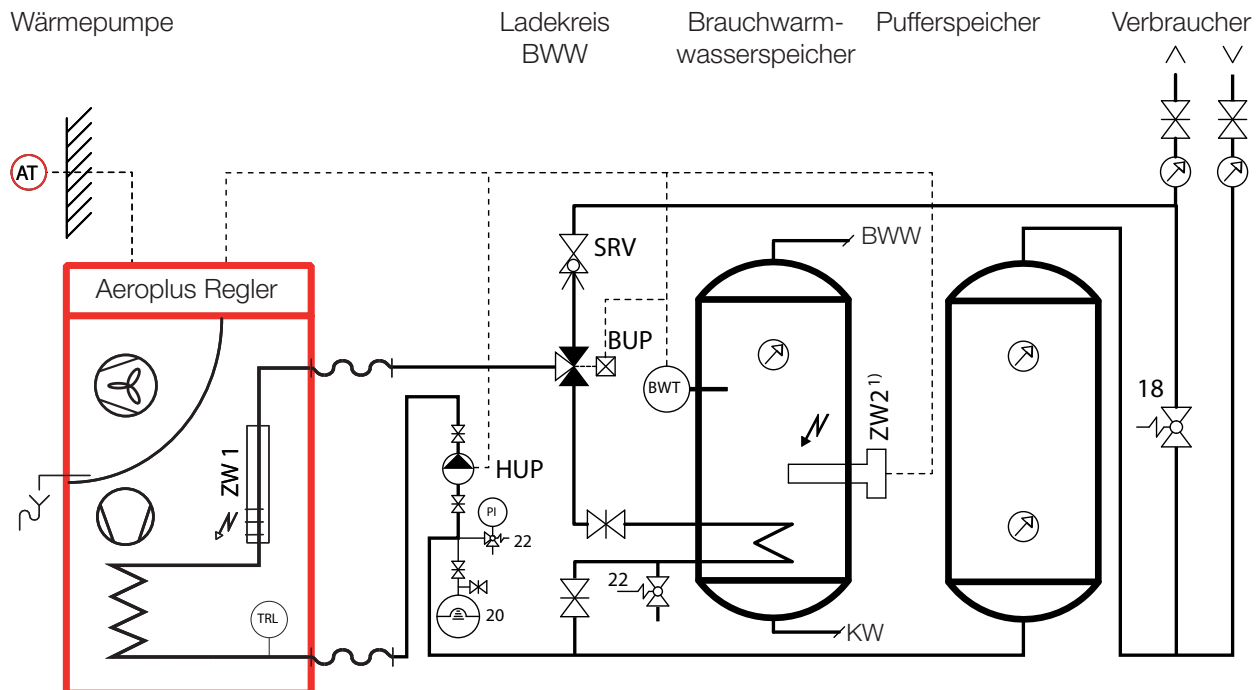 Wärmepumpe
Ladekreis
BWW
Brauchwarm-
wasserspeicher
Pufferspeicher
Verbraucher
AT
Aeroplus Regler
SRV
BWW
BUP
BWT
ZW2 1)
18
ZW 1
HUP
PI
22
22
20
TRL
KW